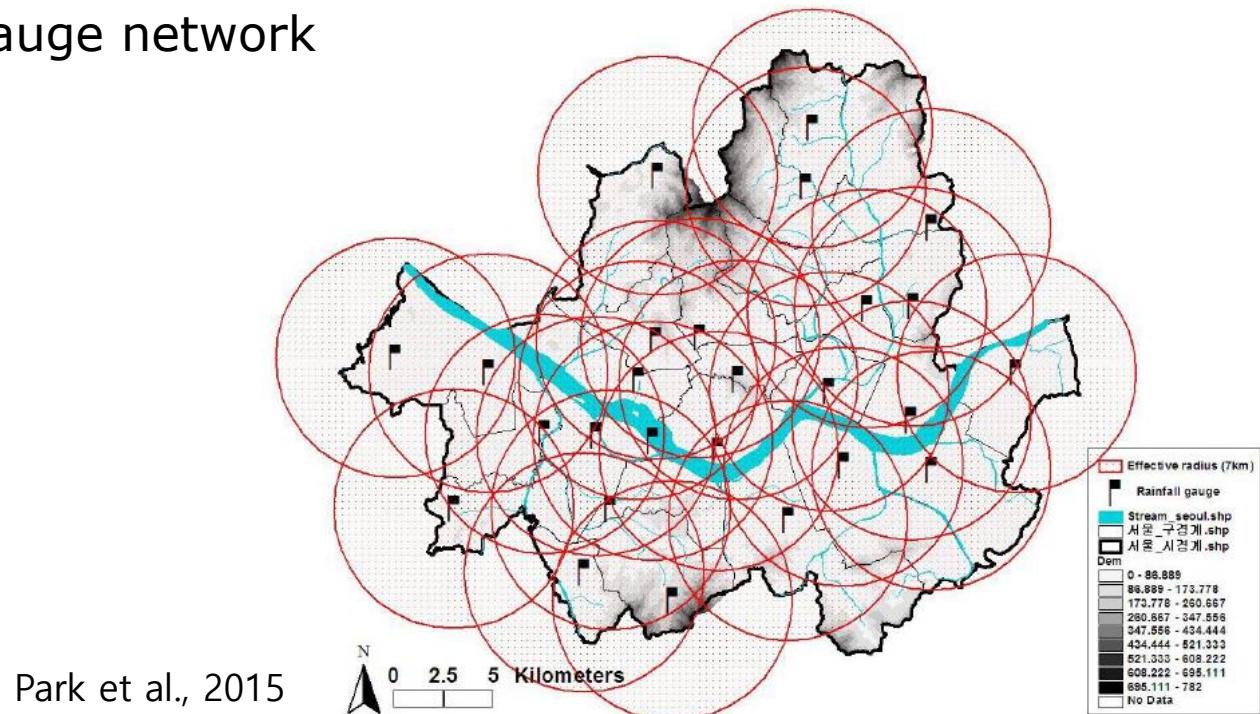 auge network
N
0 2.5 5 Kilometers
Park et al., 2015
Effective radius (7km)
Rainfall gauge
Stream_seoul.shp
서울_구경계.shp
서울_시경계.shp
Dem
0 - 86.889
86.889 - 173.778
173.778 - 260.667
260.667 - 347.556
347.556 - 434.444
434.444 - 521.333
521.333 - 608.222
608.222 - 695.111
695.111 - 782
No Data